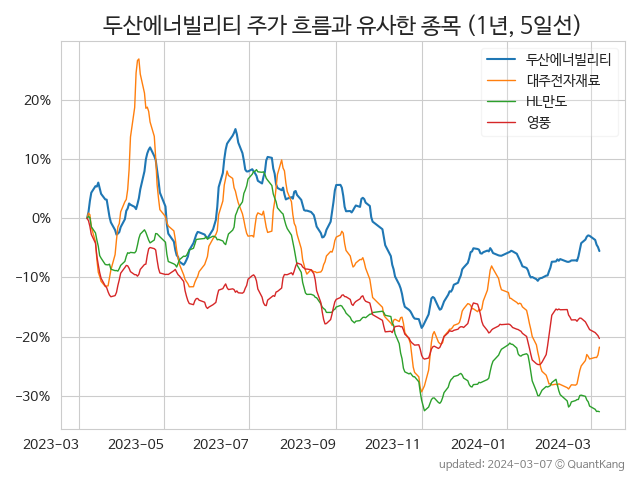 두산에너빌리티 주가 흐름과 유사한 종목 (1년, 5일선)
두산에너빌리티
대주전자재료
HL만도
영풍
20%
10%
0%
−10%
−20%
−30%
2023-03 2023-05 2023-07 2023-09 2023-11 2024-01 2024-03
updated: 2024-03-07 © QuantKang